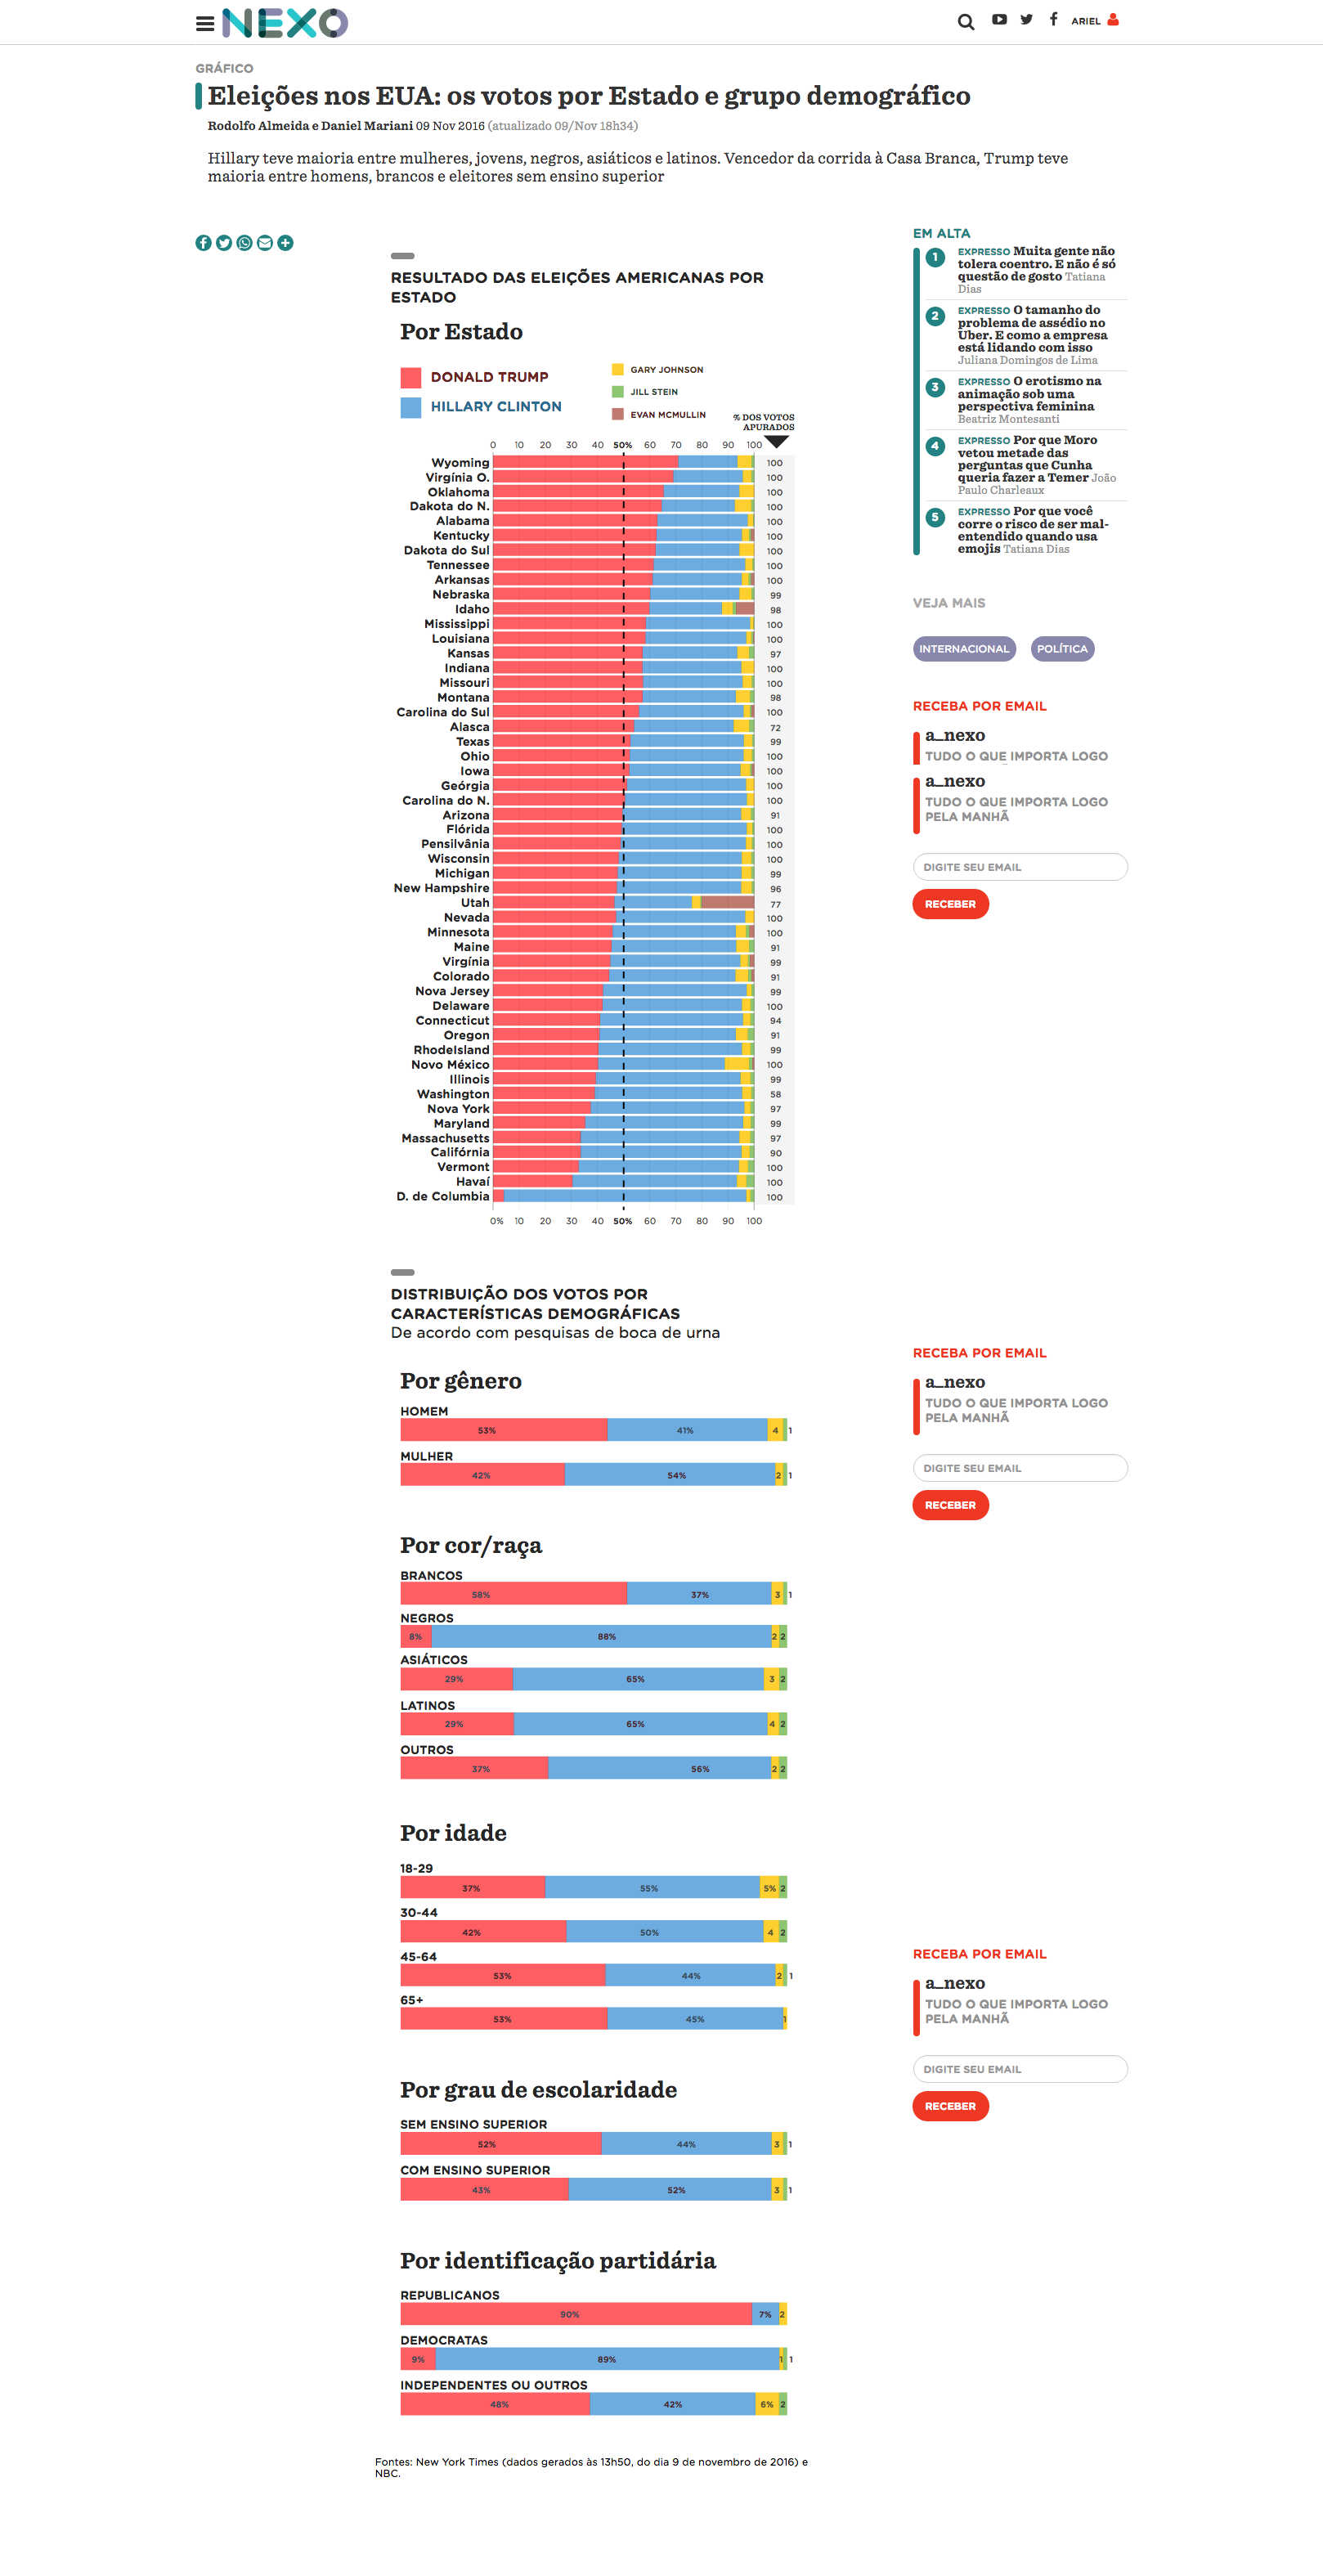 NEXO
ARIEL
GRÁFICO
Eleições nos EUA: os votos por Estado e grupo demográfico
Rodolfo Almeida e Daniel Mariani 09 Nov 2016 (atualizado 09/Nov 18h34)
Hillary teve maioria entre mulheres, jovens, negros, asiáticos e latinos. Vencedor da corrida à Casa Branca, Trump teve
maioria entre homens, brancos e eleitores sem ensino superior
RESULTADO DAS ELEIÇÕES AMERICANAS POR
ESTADO
Por Estado
DONALD TRUMP
HILLARY CLINTON
GARY JOHNSON
JILL STEIN
EVAN MCMULLIN
% DOS VOTOS
APURADOS
0 10 20 30 40 50% 60 70 80 90 100
Wyoming 100
Virgínia O. 100
Oklahoma 100
Dakota do N. 100
Alabama 100
Kentucky 100
Dakota do Sul 100
Tennessee 100
Arkansas 100
Nebraska 99
Idaho 98
Mississippi 100
Louisiana 100
Kansas 97
Indiana 100
Missouri 100
Montana 98
Carolina do Sul 100
Alasca 72
Texas 99
Ohio 100
Iowa 100
Geórgia 100
Carolina do N. 100
Arizona 91
Flórida 100
Pensilvânia 100
Wisconsin 100
Michigan 99
New Hampshire 96
Utah 77
Nevada 100
Minnesota 100
Maine 91
Virgínia 99
Colorado 91
Nova Jersey 99
Delaware 100
Connecticut 94
Oregon 91
RhodeIsland 99
Novo México 100
Illinois 99
Washington 58
Nova York 97
Maryland 99
Massachusetts 97
Califórnia 90
Vermont 100
Havaí 100
D. de Columbia 100
0% 10 20 30 40 50% 60 70 80 90 100
DISTRIBUIÇÃO DOS VOTOS POR
CARACTERÍSTICAS DEMOGRÁFICAS
De acordo com pesquisas de boca de urna
Por gênero
HOMEM
53% 41% 4 1
MULHER
42% 54% 2 1
Por cor/raça
BRANCOS
58% 37% 3 1
NEGROS
8% 88% 2 2
ASIÁTICOS
29% 65% 3 2
LATINOS
29% 65% 4 2
OUTROS
37% 56% 2 2
Por idade
18-29
37% 55% 5% 2
30-44
42% 50% 4 2
45-64
53% 44% 2 1
65+
53% 45% 1
Por grau de escolaridade
SEM ENSINO SUPERIOR
52% 44% 3 1
COM ENSINO SUPERIOR
43% 52% 3 1
Por identificação partidária
REPUBLICANOS
90% 7% 2
DEMOCRATAS
9% 89% 1 1
INDEPENDENTES OU OUTROS
48% 42% 6% 2
Fontes: New York Times (dados gerados às 13h50, do dia 9 de novembro de 2016) e
NBC.
EM ALTA
1 EXPRESSO Muita gente não
tolera coentro. E não é só
questão de gosto Tatiana
Dias
2 EXPRESSO O tamanho do
problema de assédio no
Uber. E como a empresa
está lidando com isso
Juliana Domingos de Lima
3 EXPRESSO O erotismo na
animação sob uma
perspectiva feminina
Beatriz Montesanti
4 EXPRESSO Por que Moro
vetou metade das
perguntas que Cunha
queria fazer a Temer João
Paulo Charleaux
5 EXPRESSO Por que você
corre o risco de ser mal-
entendido quando usa
emojis Tatiana Dias
VEJA MAIS
INTERNACIONAL POLÍTICA
RECEBA POR EMAIL
a_nexo
TUDO O QUE IMPORTA LOGO
a_nexo
TUDO O QUE IMPORTA LOGO
PELA MANHÃ
DIGITE SEU EMAIL
RECEBER
RECEBA POR EMAIL
a_nexo
TUDO O QUE IMPORTA LOGO
PELA MANHÃ
DIGITE SEU EMAIL
RECEBER
RECEBA POR EMAIL
a_nexo
TUDO O QUE IMPORTA LOGO
PELA MANHÃ
DIGITE SEU EMAIL
RECEBER